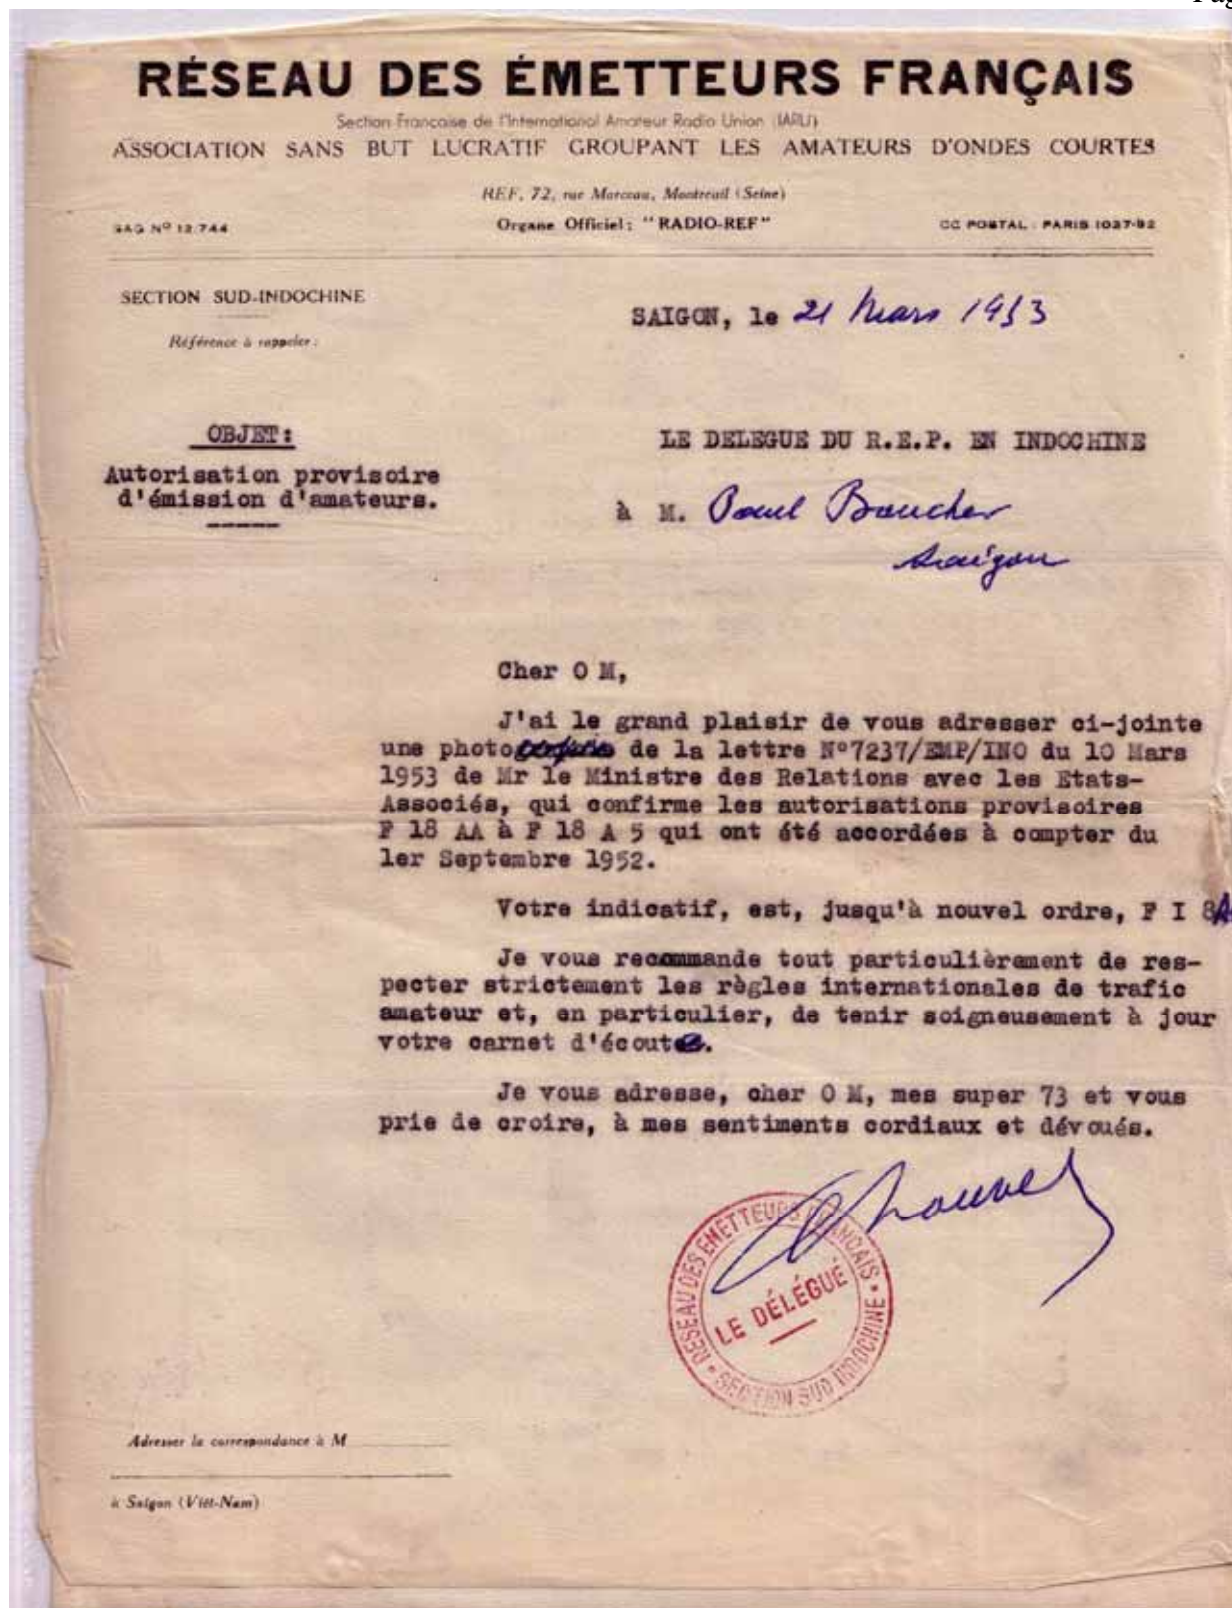 Pag
RÉSEAU DES ÉMETTEURS FRANÇAIS
Section Française de l'International Amateur Radio Union (IARU)
ASSOCIATION SANS BUT LUCRATIF GROUPANT LES AMATEURS D'ONDES COURTES
REF, 72, rue Marceau, Montreuil (Seine)
SAG Nº 12.744 Organe Officiel: "RADIO-REF" CC POSTAL: PARIS 1027-92
SECTION SUD-INDOCHINE
SAIGON, le 21 Mars 1953
Référence à rappeler:
OBJET:
Autorisation provisoire
d'émission d'amateurs.
LE DELEGUE DU R.E.F. EN INDOCHINE
à M. Paul Boucher
Saigon
Cher O M,
J'ai le grand plaisir de vous adresser ci-jointe
une photo de la lettre N°7237/EMP/INO du 10 Mars
1953 de Mr le Ministre des Relations avec les Etats-
Associés, qui confirme les autorisations provisoires
F 18 AA à F 18 A 5 qui ont été accordées à compter du
1er Septembre 1952.
Votre indicatif, est, jusqu'à nouvel ordre, F I 8A
Je vous recommande tout particulièrement de res-
pecter strictement les règles internationales de trafic
amateur et, en particulier, de tenir soigneusement à jour
votre carnet d'écoute.
Je vous adresse, cher O M, mes super 73 et vous
prie de croire, à mes sentiments cordiaux et dévoués.
RESEAU DES EMETTEURS FRANCAIS
LE DÉLÉGUÉ
SECTION SUD INDOCHINE
Adresser la correspondance à M
à Saigon (Viêt-Nam)